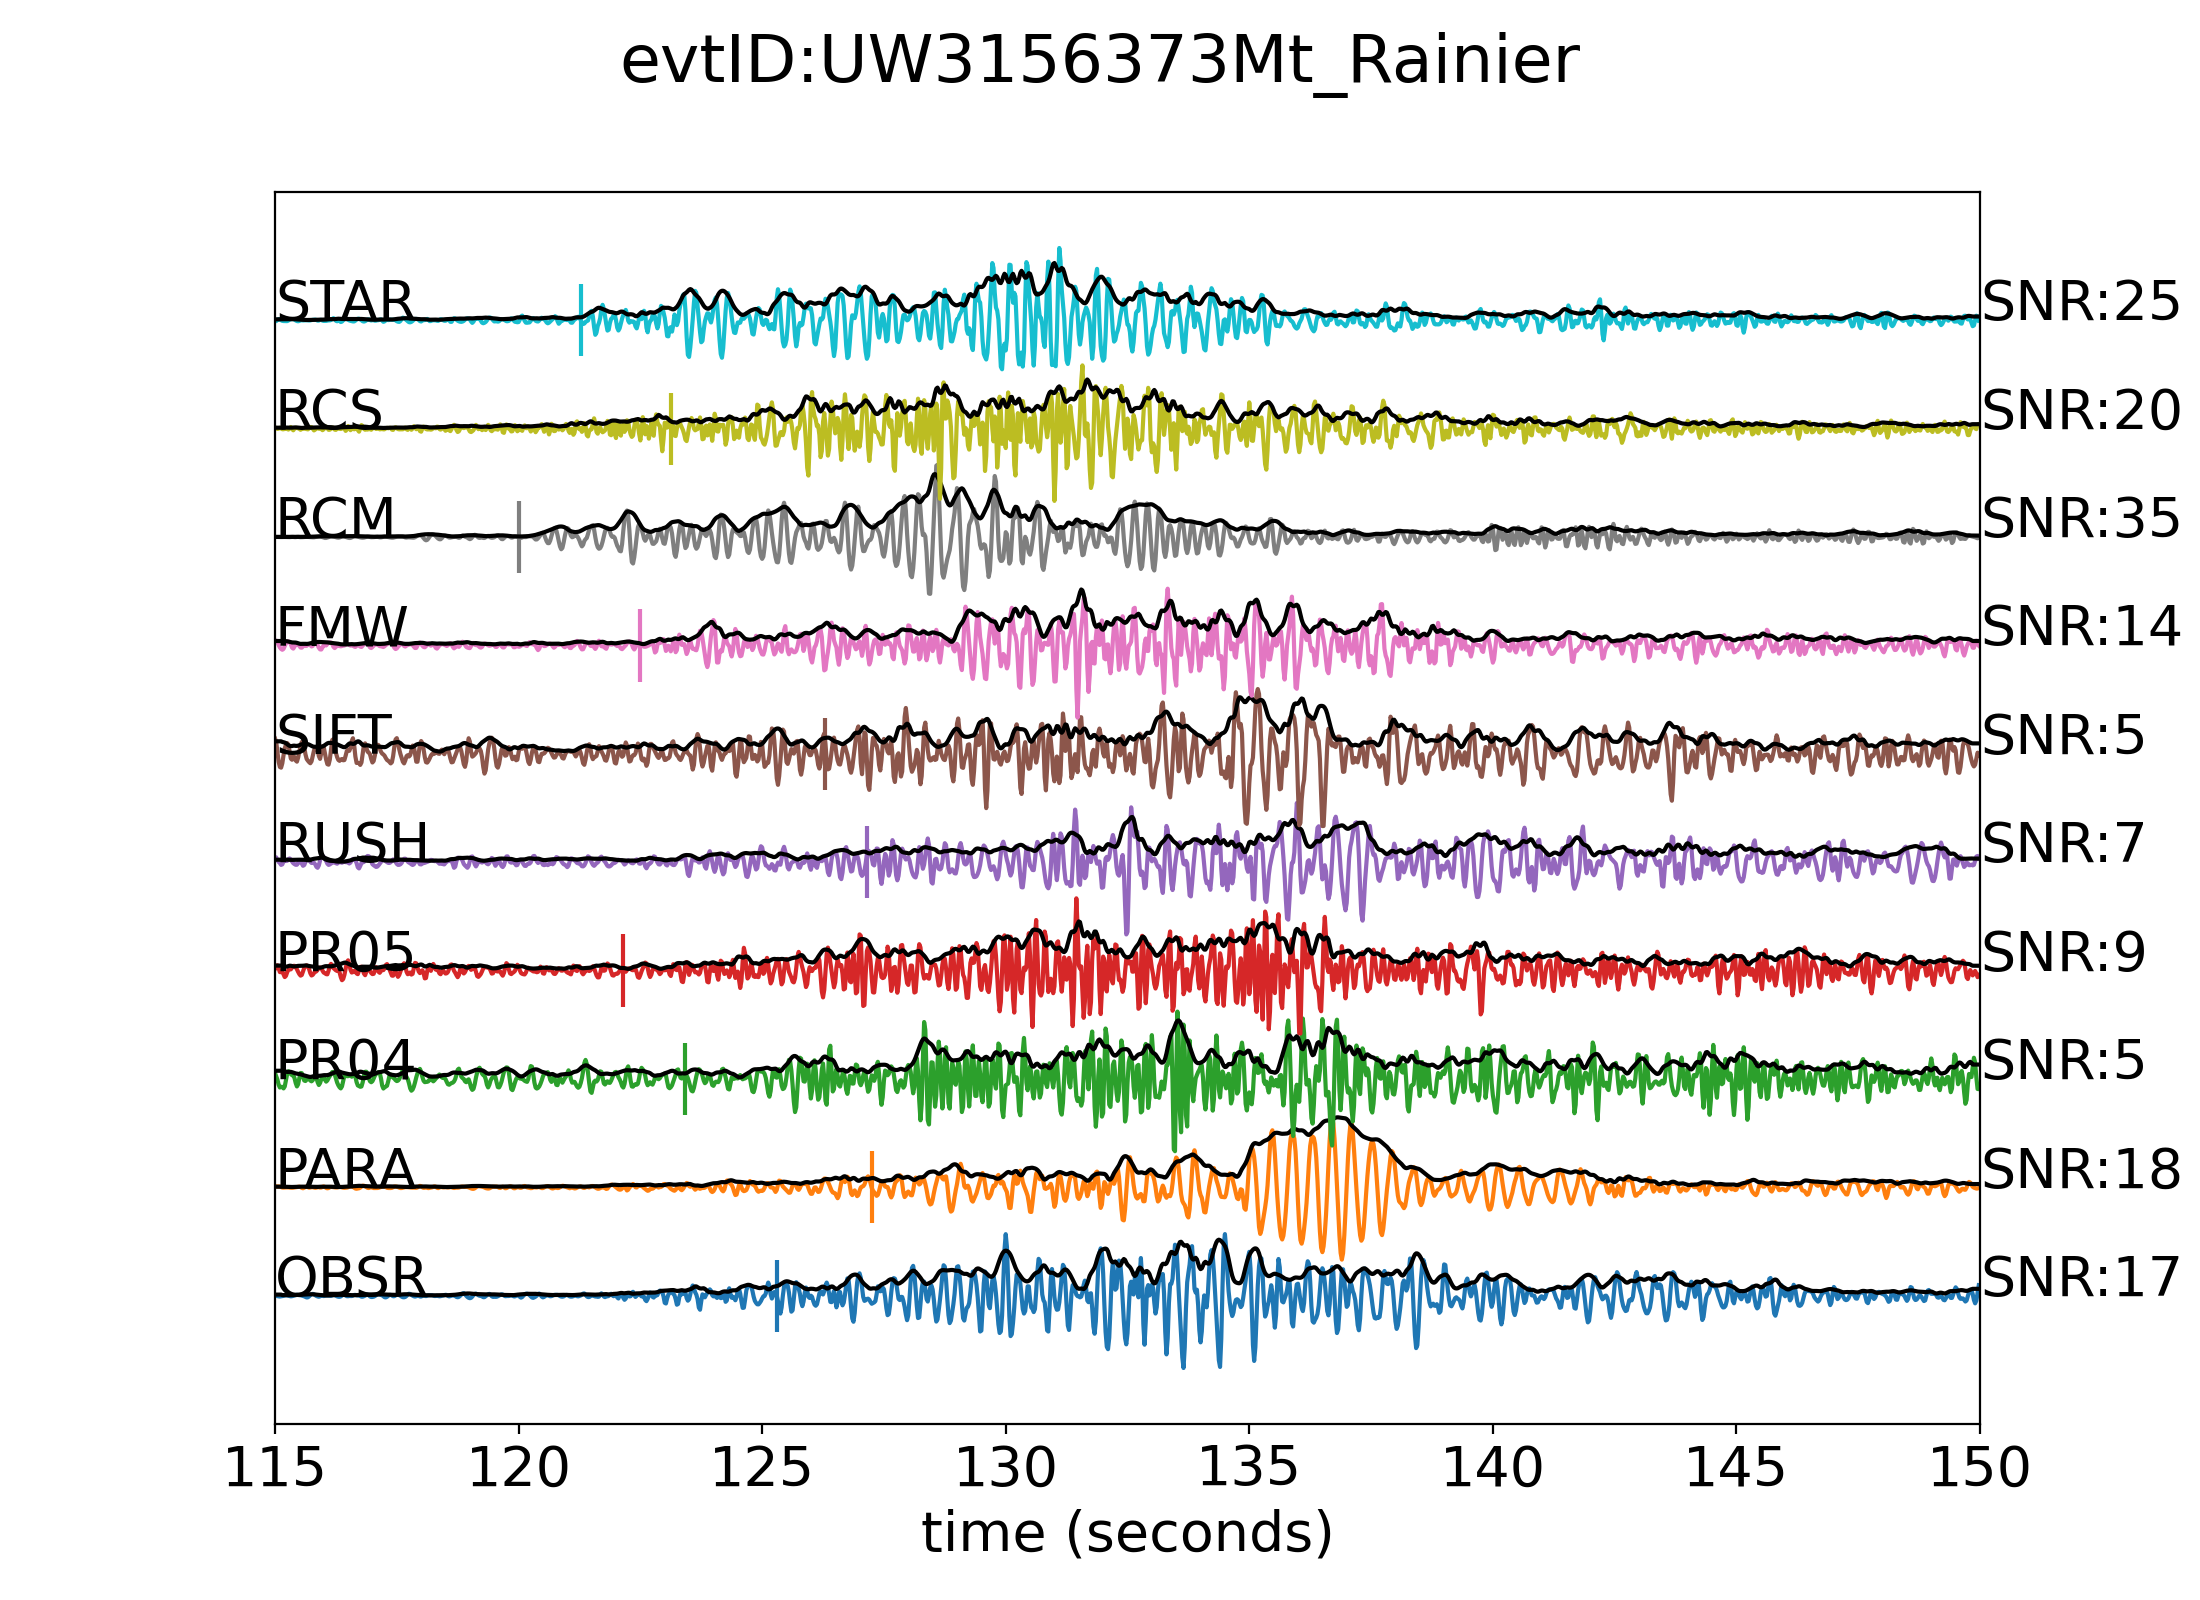 evtID:UW3156373Mt_Rainier
STAR SNR:25
RCS SNR:20
RCM SNR:35
FMW SNR:14
SIFT SNR:5
RUSH SNR:7
PR05 SNR:9
PR04 SNR:5
PARA SNR:18
OBSR SNR:17
115 120 125 130 135 140 145 150
time (seconds)